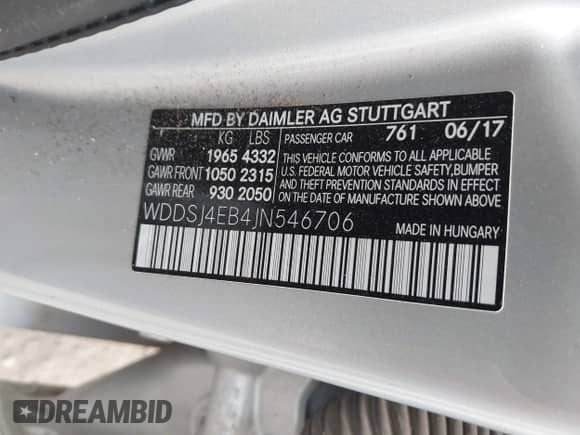 MFD BY DAIMLER AG STUTTGART
KG LBS PASSENGER CAR 761 06/17
GVWR 1965 4332
GAWR FRONT 1050 2315
GAWR REAR 930 2050
THIS VEHICLE CONFORMS TO ALL APPLICABLE
U.S. FEDERAL MOTOR VEHICLE SAFETY, BUMPER
AND THEFT PREVENTION STANDARDS IN EFFECT
ON THE DATE OF MANUFACTURE SHOWN ABOVE.
WDDSJ4EB4JN546706
MADE IN HUNGARY
DREAMBID